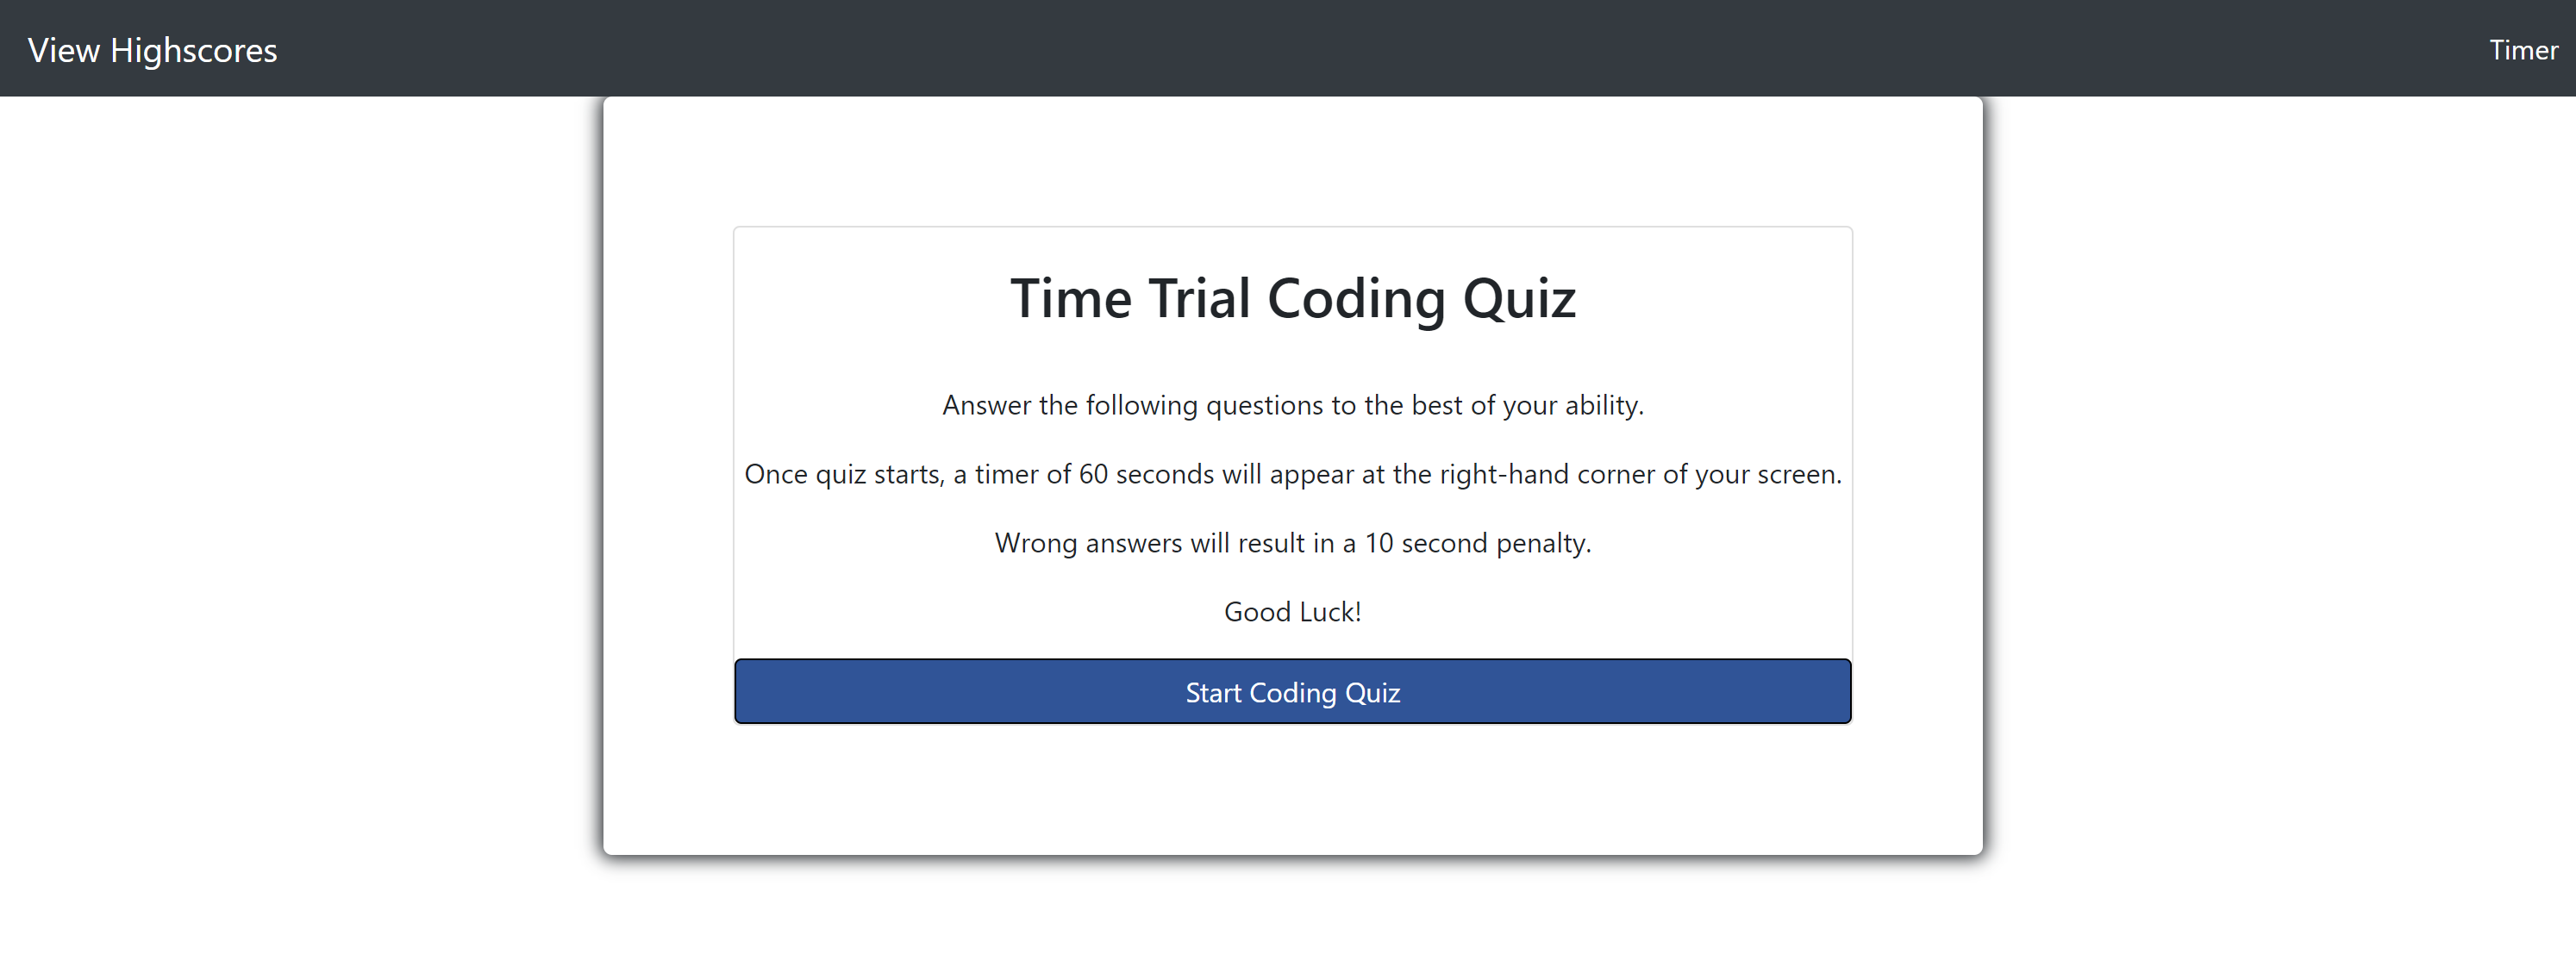 View Highscores
Timer
Time Trial Coding Quiz
Answer the following questions to the best of your ability.
Once quiz starts, a timer of 60 seconds will appear at the right-hand corner of your screen.
Wrong answers will result in a 10 second penalty.
Good Luck!
Start Coding Quiz